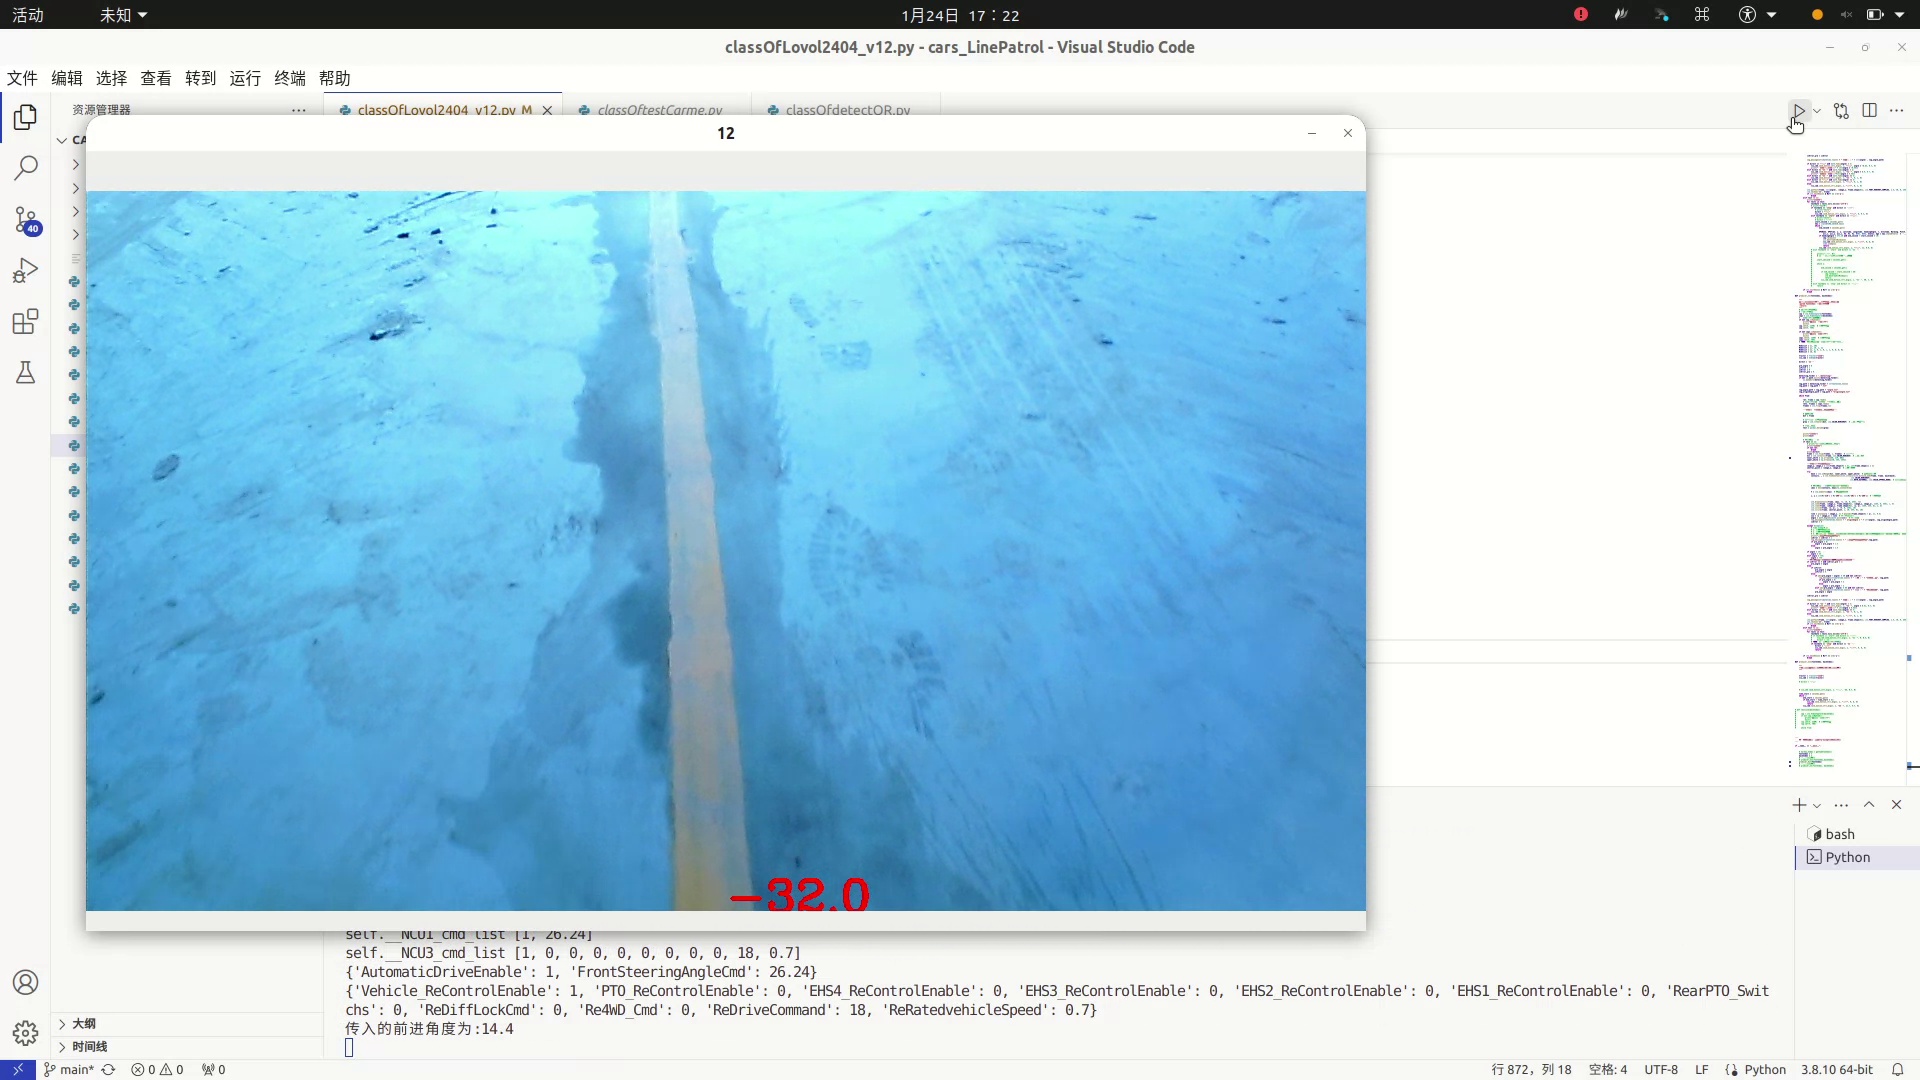 活动
未知
1月24日 17：22
classOfLovol2404_v12.py - cars_LinePatrol - Visual Studio Code
文件 编辑 选择 查看 转到 运行 终端 帮助
资源管理器
classOfLovol2404_v12.py M
classOftestCarme.py
classOfdetectQR.py
CA
12
40
-32.0
bash
Python
self.__NCU1_cmd_list [1, 26.24]
self.__NCU3_cmd_list [1, 0, 0, 0, 0, 0, 0, 0, 0, 18, 0.7]
{'AutomaticDriveEnable': 1, 'FrontSteeringAngleCmd': 26.24}
{'Vehicle_ReControlEnable': 1, 'PTO_ReControlEnable': 0, 'EHS4_ReControlEnable': 0, 'EHS3_ReControlEnable': 0, 'EHS2_ReControlEnable': 0, 'EHS1_ReControlEnable': 0, 'RearPTO_Swit
chs': 0, 'ReDiffLockCmd': 0, 'Re4WD_Cmd': 0, 'ReDriveCommand': 18, 'ReRatedvehicleSpeed': 0.7}
传入的前进角度为:14.4
大纲
时间线
main* 0 0 0
行 872，列 18 空格: 4 UTF-8 LF Python 3.8.10 64-bit